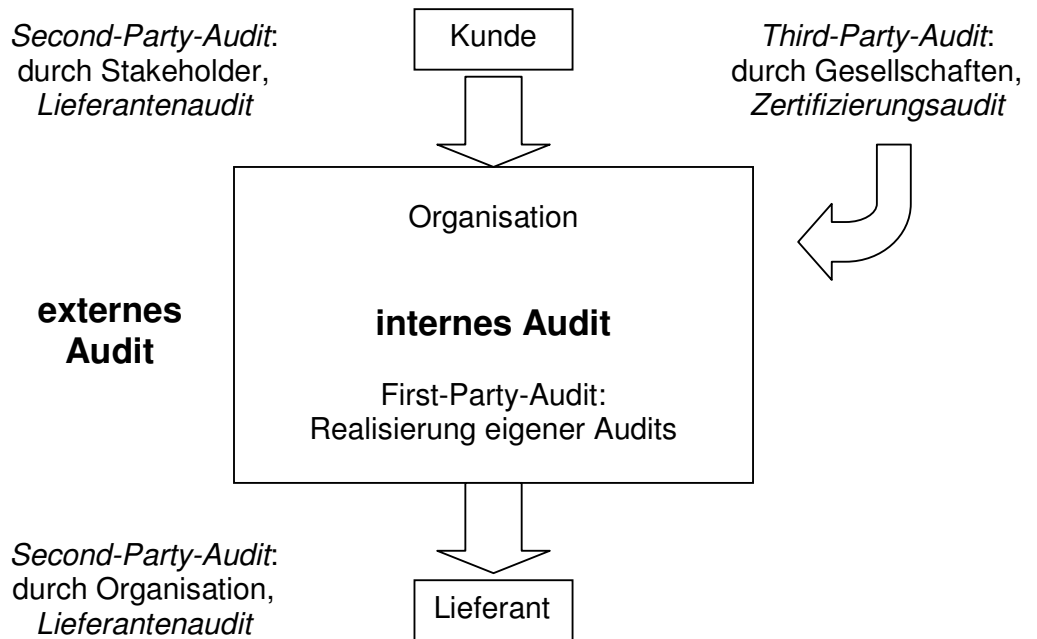 Second-Party-Audit:
durch Stakeholder,
Lieferantenaudit
Kunde
Third-Party-Audit:
durch Gesellschaften,
Zertifizierungsaudit
Organisation
externes
Audit
internes Audit
First-Party-Audit:
Realisierung eigener Audits
Second-Party-Audit:
durch Organisation,
Lieferantenaudit
Lieferant